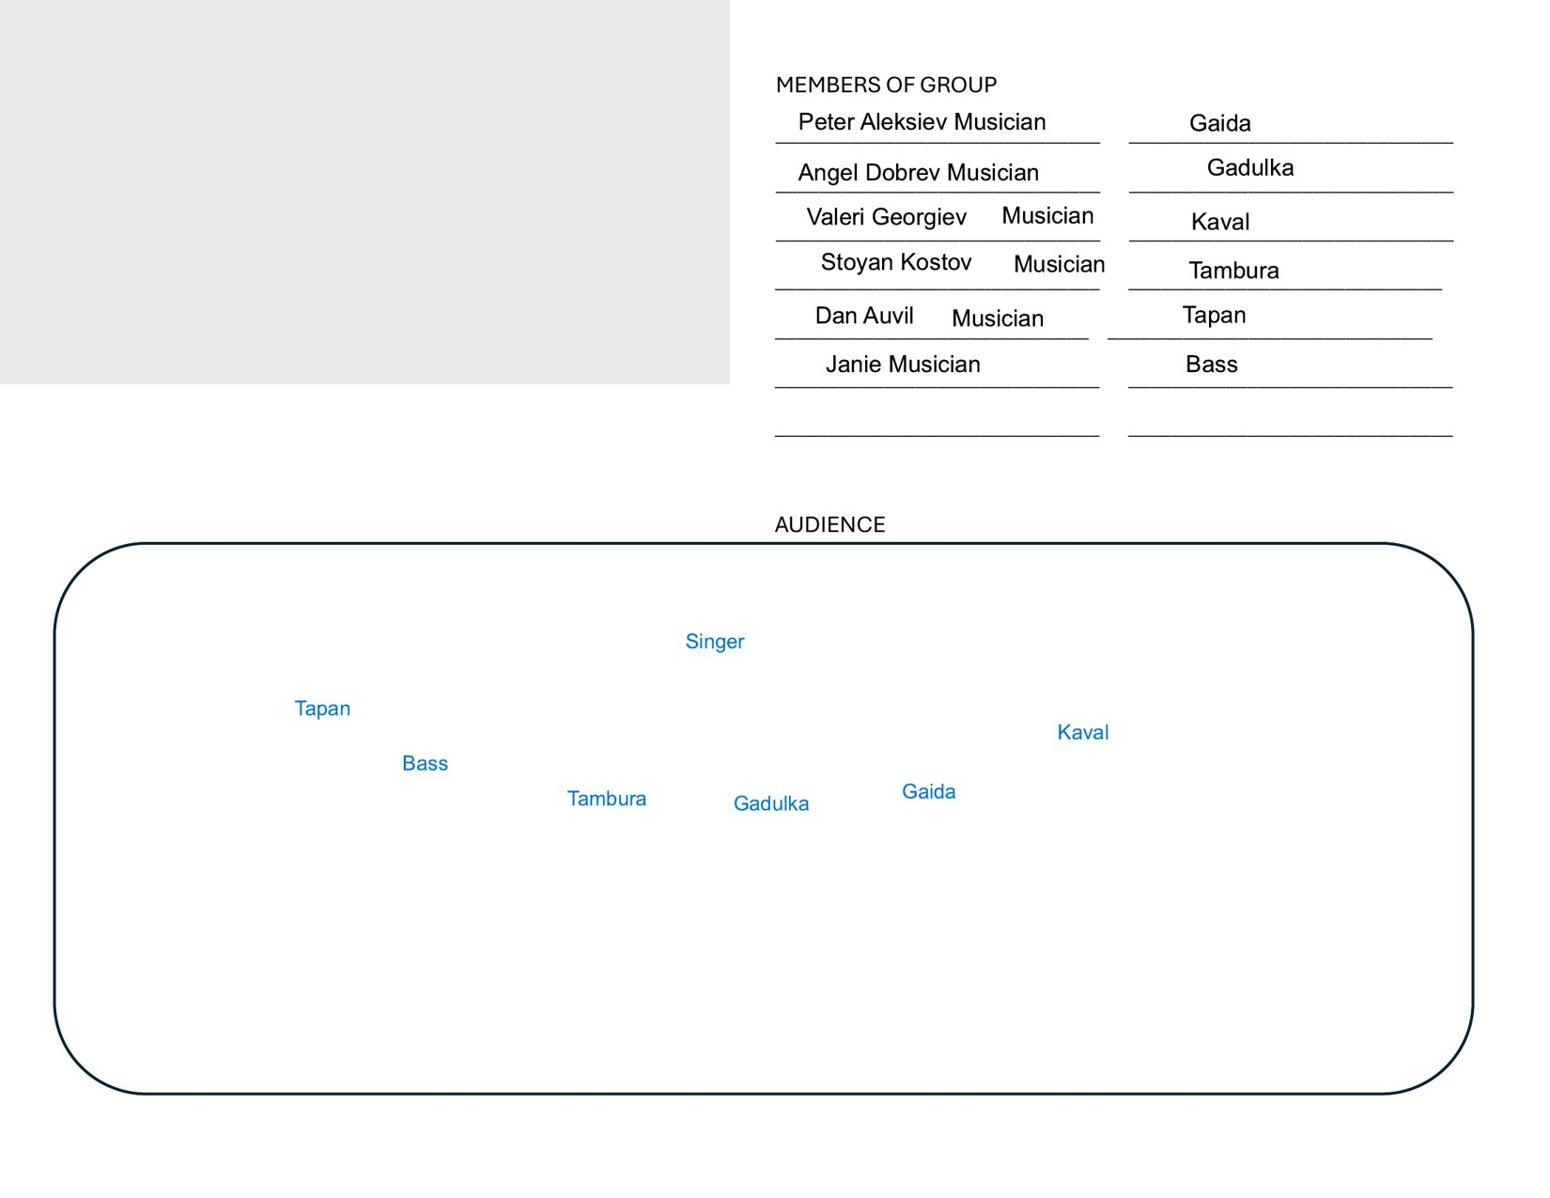 MEMBERS OF GROUP
Peter Aleksiev Musician Gaida
Angel Dobrev Musician Gadulka
Valeri Georgiev Musician Kaval
Stoyan Kostov Musician Tambura
Dan Auvil Musician Tapan
Janie Musician Bass
AUDIENCE
Singer
Tapan
Kaval
Bass
Tambura Gadulka Gaida